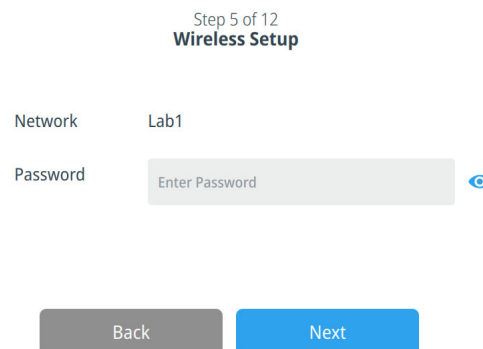 Step 5 of 12
Wireless Setup
Network Lab1
Password Enter Password
Back Next